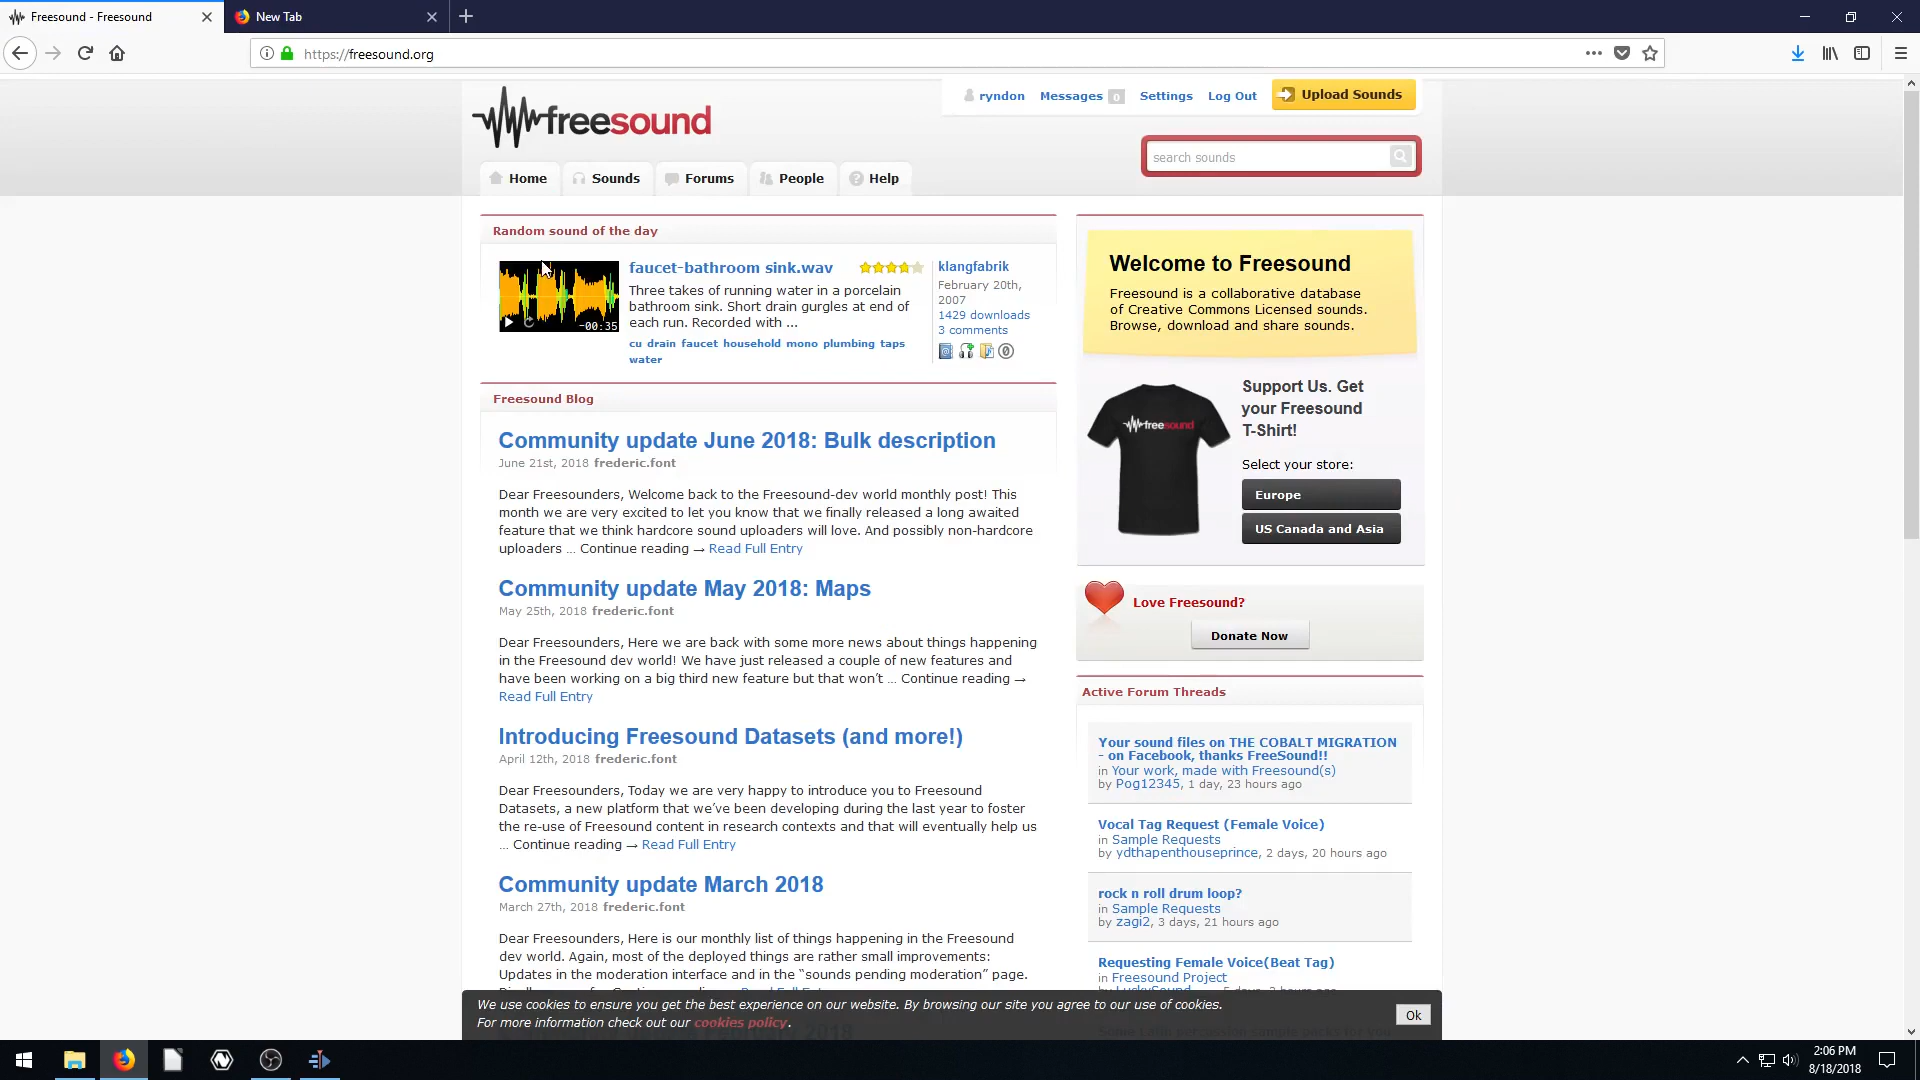 Freesound - Freesound
New Tab
https://freesound.org
freesound
ryndon
Messages 0
Settings
Log Out
Upload Sounds
search sounds
Home
Sounds
Forums
People
Help
Random sound of the day
faucet-bathroom sink.wav
Three takes of running water in a porcelain
bathroom sink. Short drain gurgles at end of
each run. Recorded with ...
cu drain faucet household mono plumbing taps
water
-00:35
klangfabrik
February 20th,
2007
1429 downloads
3 comments
Freesound Blog
Community update June 2018: Bulk description
June 21st, 2018 frederic.font
Dear Freesounders, Welcome back to the Freesound-dev world monthly post! This
month we are very excited to let you know that we finally released a long awaited
feature that we think hardcore sound uploaders will love. And possibly non-hardcore
uploaders … Continue reading → Read Full Entry
Community update May 2018: Maps
May 25th, 2018 frederic.font
Dear Freesounders, Here we are back with some more news about things happening
in the Freesound dev world! We have just released a couple of new features and
have been working on a big third new feature but that won’t … Continue reading →
Read Full Entry
Introducing Freesound Datasets (and more!)
April 12th, 2018 frederic.font
Dear Freesounders, Today we are very happy to introduce you to Freesound
Datasets, a new platform that we’ve been developing during the last year to foster
the re-use of Freesound content in research contexts and that will eventually help us
… Continue reading → Read Full Entry
Community update March 2018
March 27th, 2018 frederic.font
Dear Freesounders, Here is our monthly list of things happening in the Freesound
dev world. Again, most of the deployed things are rather small improvements:
Updates in the moderation interface and in the “sounds pending moderation” page.
Welcome to Freesound
Freesound is a collaborative database
of Creative Commons Licensed sounds.
Browse, download and share sounds.
freesound
Support Us. Get
your Freesound
T-Shirt!
Select your store:
Europe
US Canada and Asia
Love Freesound?
Donate Now
Active Forum Threads
Your sound files on THE COBALT MIGRATION
- on Facebook, thanks FreeSound!!
in Your work, made with Freesound(s)
by Pog12345, 1 day, 23 hours ago
Vocal Tag Request (Female Voice)
in Sample Requests
by ydthapenthouseprince, 2 days, 20 hours ago
rock n roll drum loop?
in Sample Requests
by zagi2, 3 days, 21 hours ago
Requesting Female Voice(Beat Tag)
in Freesound Project
We use cookies to ensure you get the best experience on our website. By browsing our site you agree to our use of cookies.
For more information check out our cookies policy.
Ok
2:06 PM
8/18/2018